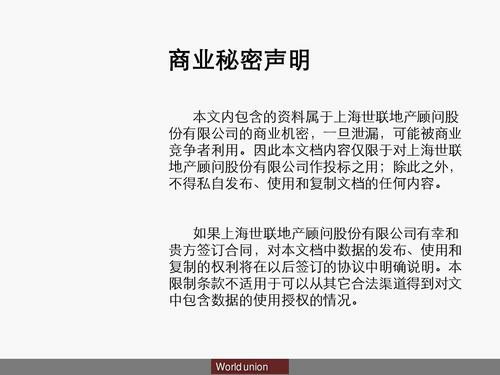 商业秘密声明
本文内包含的资料属于上海世联地产顾问股
份有限公司的商业机密，一旦泄漏，可能被商业
竞争者利用。因此本文档内容仅限于对上海世联
地产顾问股份有限公司作投标之用；除此之外，
不得私自发布、使用和复制文档的任何内容。
如果上海世联地产顾问股份有限公司有幸和
贵方签订合同，对本文档中数据的发布、使用和
复制的权利将在以后签订的协议中明确说明。本
限制条款不适用于可以从其它合法渠道得到对文
中包含数据的使用授权的情况。
World union